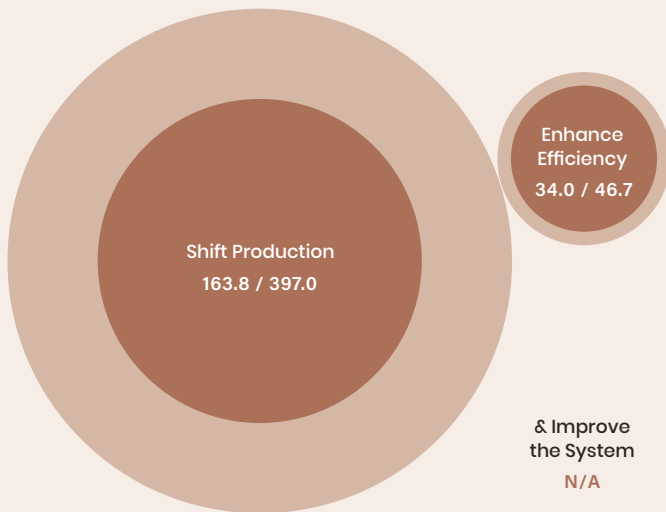 Enhance
Efficiency
34.0 / 46.7
Shift Production
163.8 / 397.0
& Improve
the System
N/A